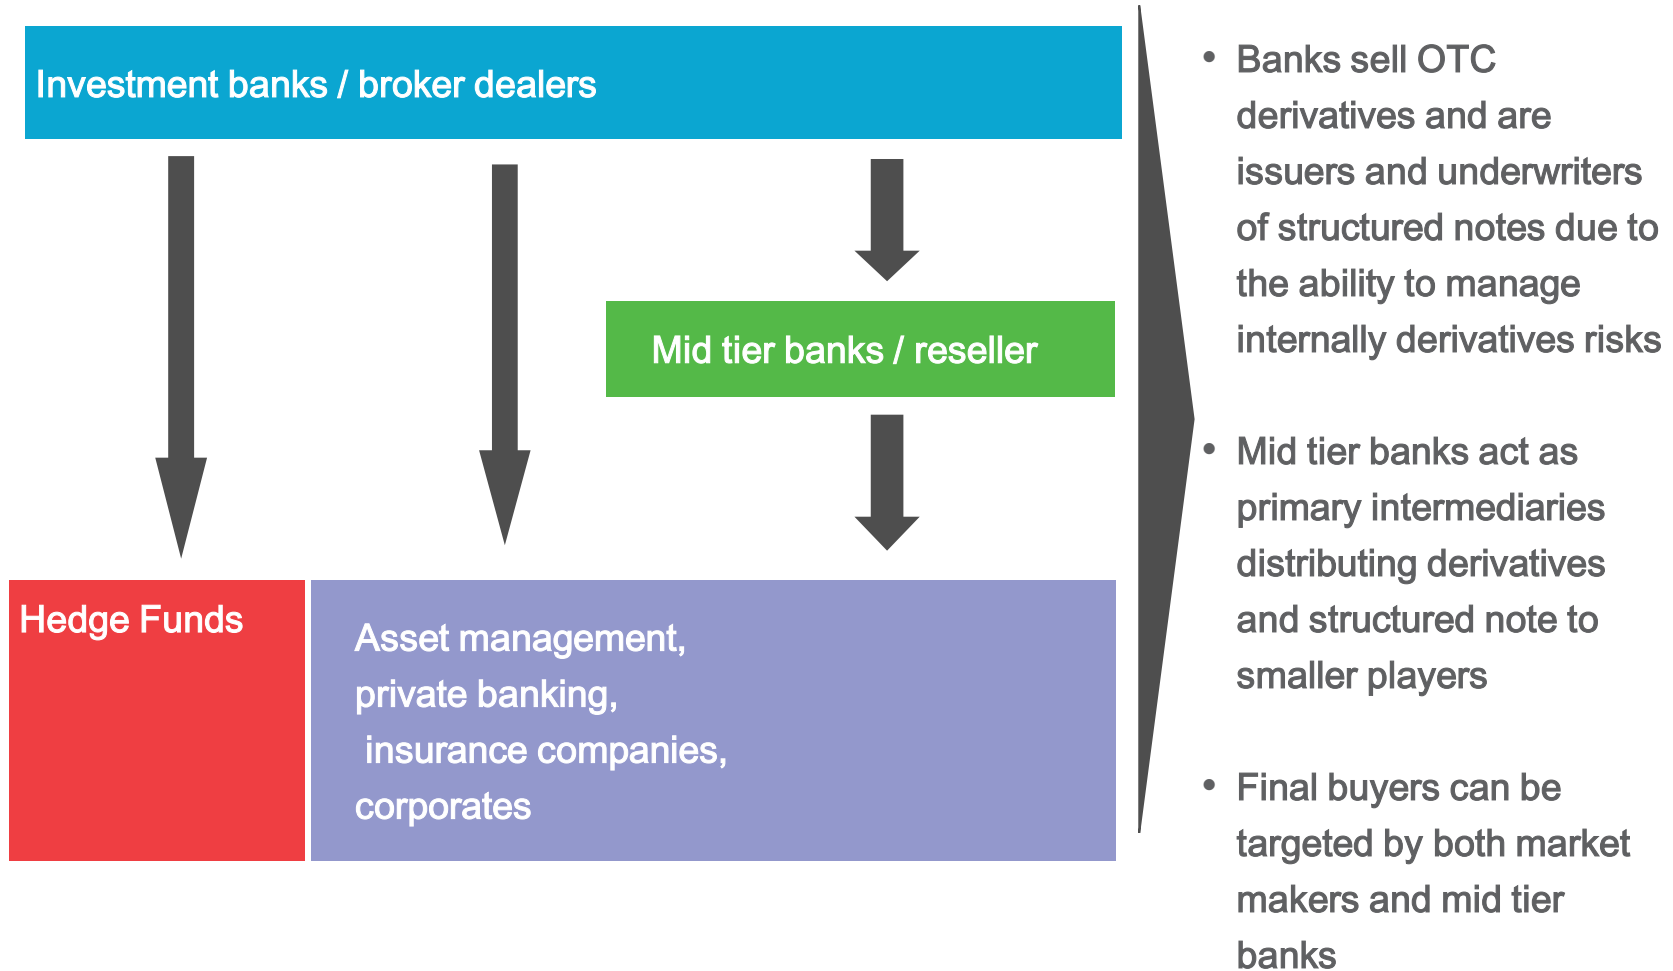 Investment banks / broker dealers
Mid tier banks / reseller
Hedge Funds
Asset management,
private banking,
insurance companies,
corporates
• Banks sell OTC
derivatives and are
issuers and underwriters
of structured notes due to
the ability to manage
internally derivatives risks
• Mid tier banks act as
primary intermediaries
distributing derivatives
and structured note to
smaller players
• Final buyers can be
targeted by both market
makers and mid tier
banks